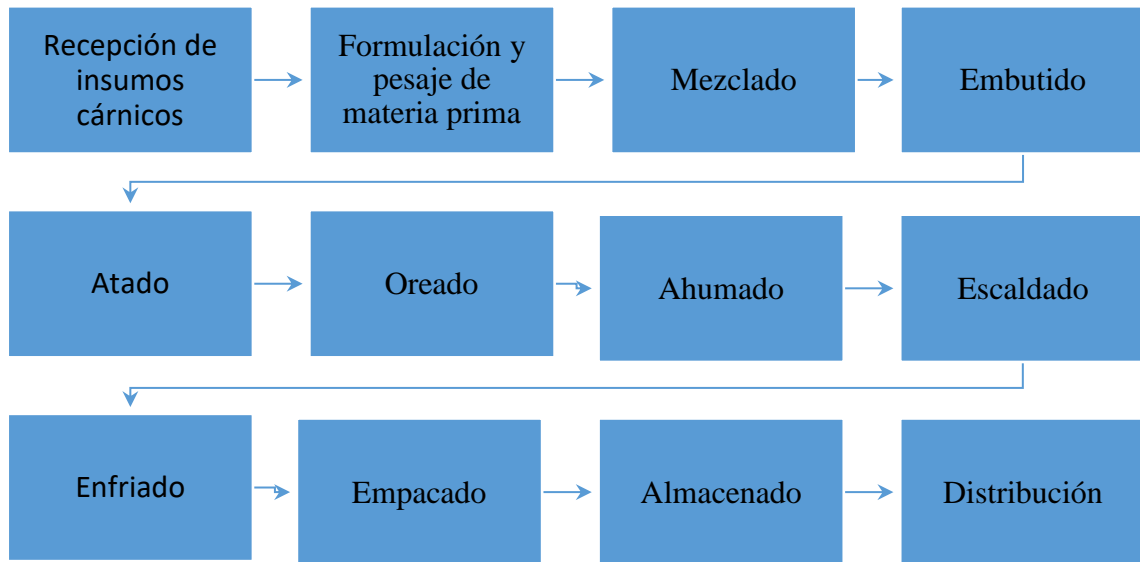 Recepción de
insumos
cárnicos
Formulación y
pesaje de
materia prima
Mezclado
Embutido
Atado
Oreado
Ahumado
Escaldado
Enfriado
Empacado
Almacenado
Distribución